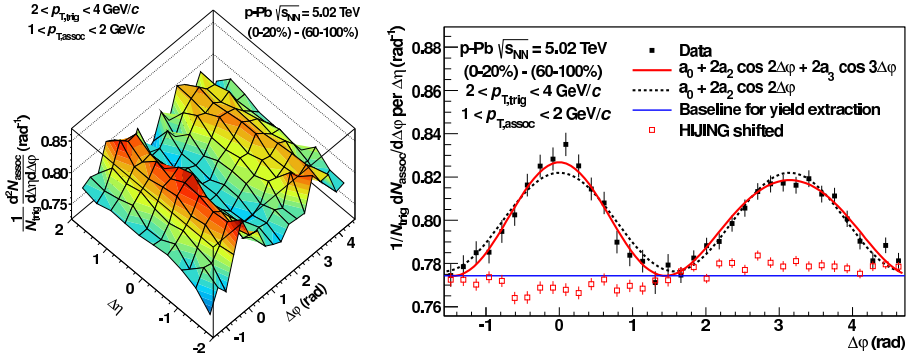 2 < p_T,trig < 4 GeV/c
1 < p_T,assoc < 2 GeV/c
p-Pb √s_NN = 5.02 TeV
(0-20%) - (60-100%)
1/N_trig d²N_assoc/dΔηdΔφ (rad⁻¹)
0.85
0.80
0.75
2
1
0
-1
-2
Δη
-1
0
1
2
3
4
Δφ (rad)
1/N_trig dN_assoc/dΔφ per Δη (rad⁻¹)
0.88
0.86
0.84
0.82
0.80
0.78
0.76
p-Pb √s_NN = 5.02 TeV
(0-20%) - (60-100%)
2 < p_T,trig < 4 GeV/c
1 < p_T,assoc < 2 GeV/c
Data
a₀ + 2a₂ cos 2Δφ + 2a₃ cos 3Δφ
a₀ + 2a₂ cos 2Δφ
Baseline for yield extraction
HIJING shifted
-1
0
1
2
3
4
Δφ (rad)